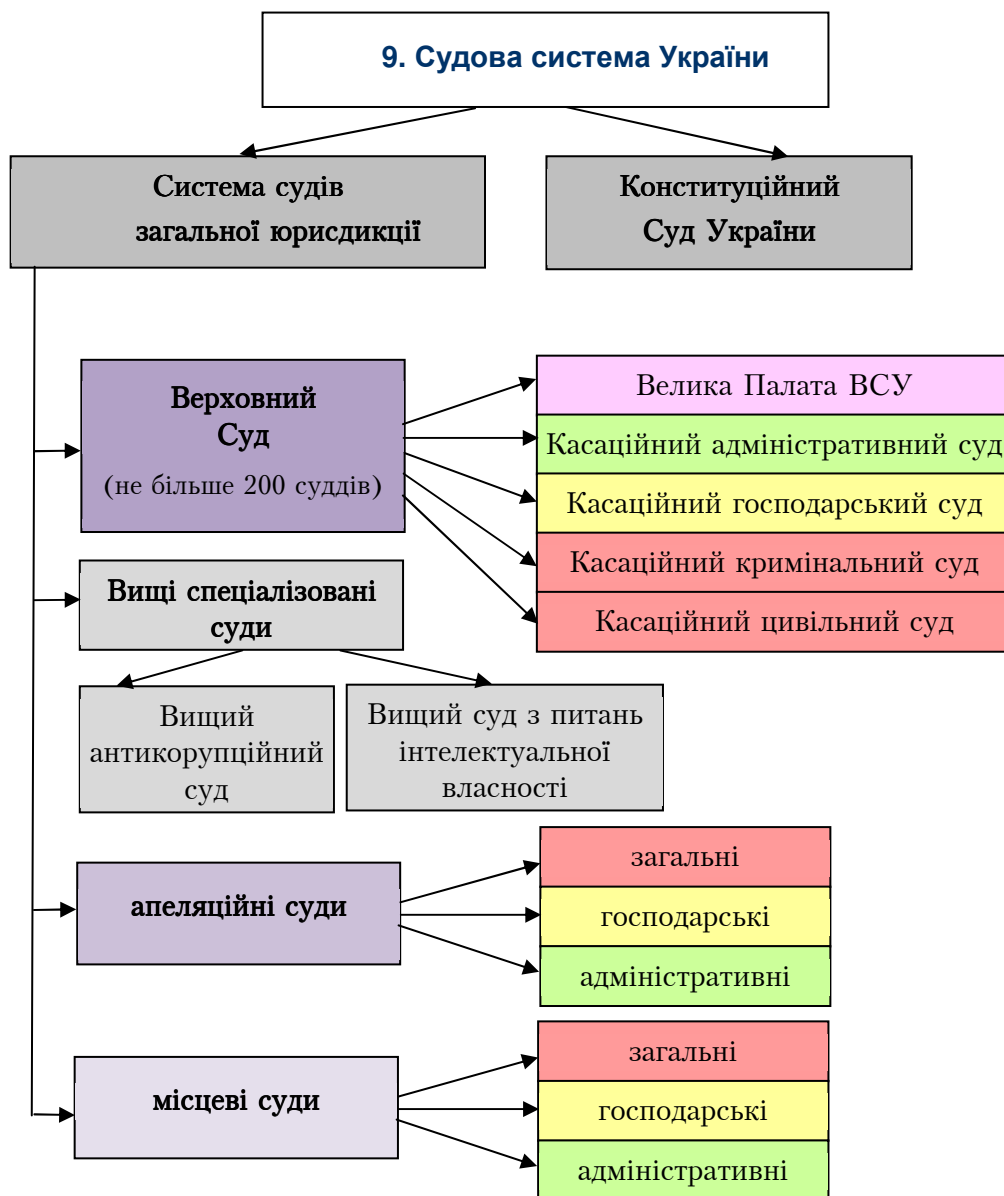 9. Судова система України
Система судів
загальної юрисдикції
Конституційний
Суд України
Верховний
Суд
(не більше 200 суддів)
Велика Палата ВСУ
Касаційний адміністративний суд
Касаційний господарський суд
Касаційний кримінальний суд
Касаційний цивільний суд
Вищі спеціалізовані
суди
Вищий
антикорупційний
суд
Вищий суд з питань
інтелектуальної
власності
апеляційні суди
загальні
господарські
адміністративні
місцеві суди
загальні
господарські
адміністративні